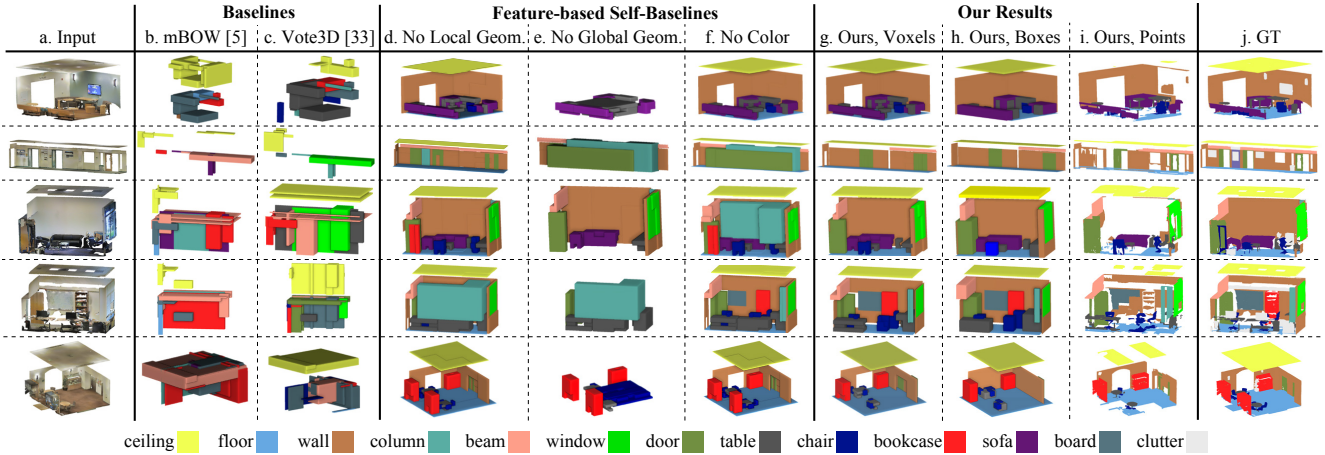 Baselines Feature-based Self-Baselines Our Results
a. Input b. mBOW [5] c. Vote3D [33] d. No Local Geom. e. No Global Geom. f. No Color g. Ours, Voxels h. Ours, Boxes i. Ours, Points j. GT
ceiling floor wall column beam window door table chair bookcase sofa board clutter